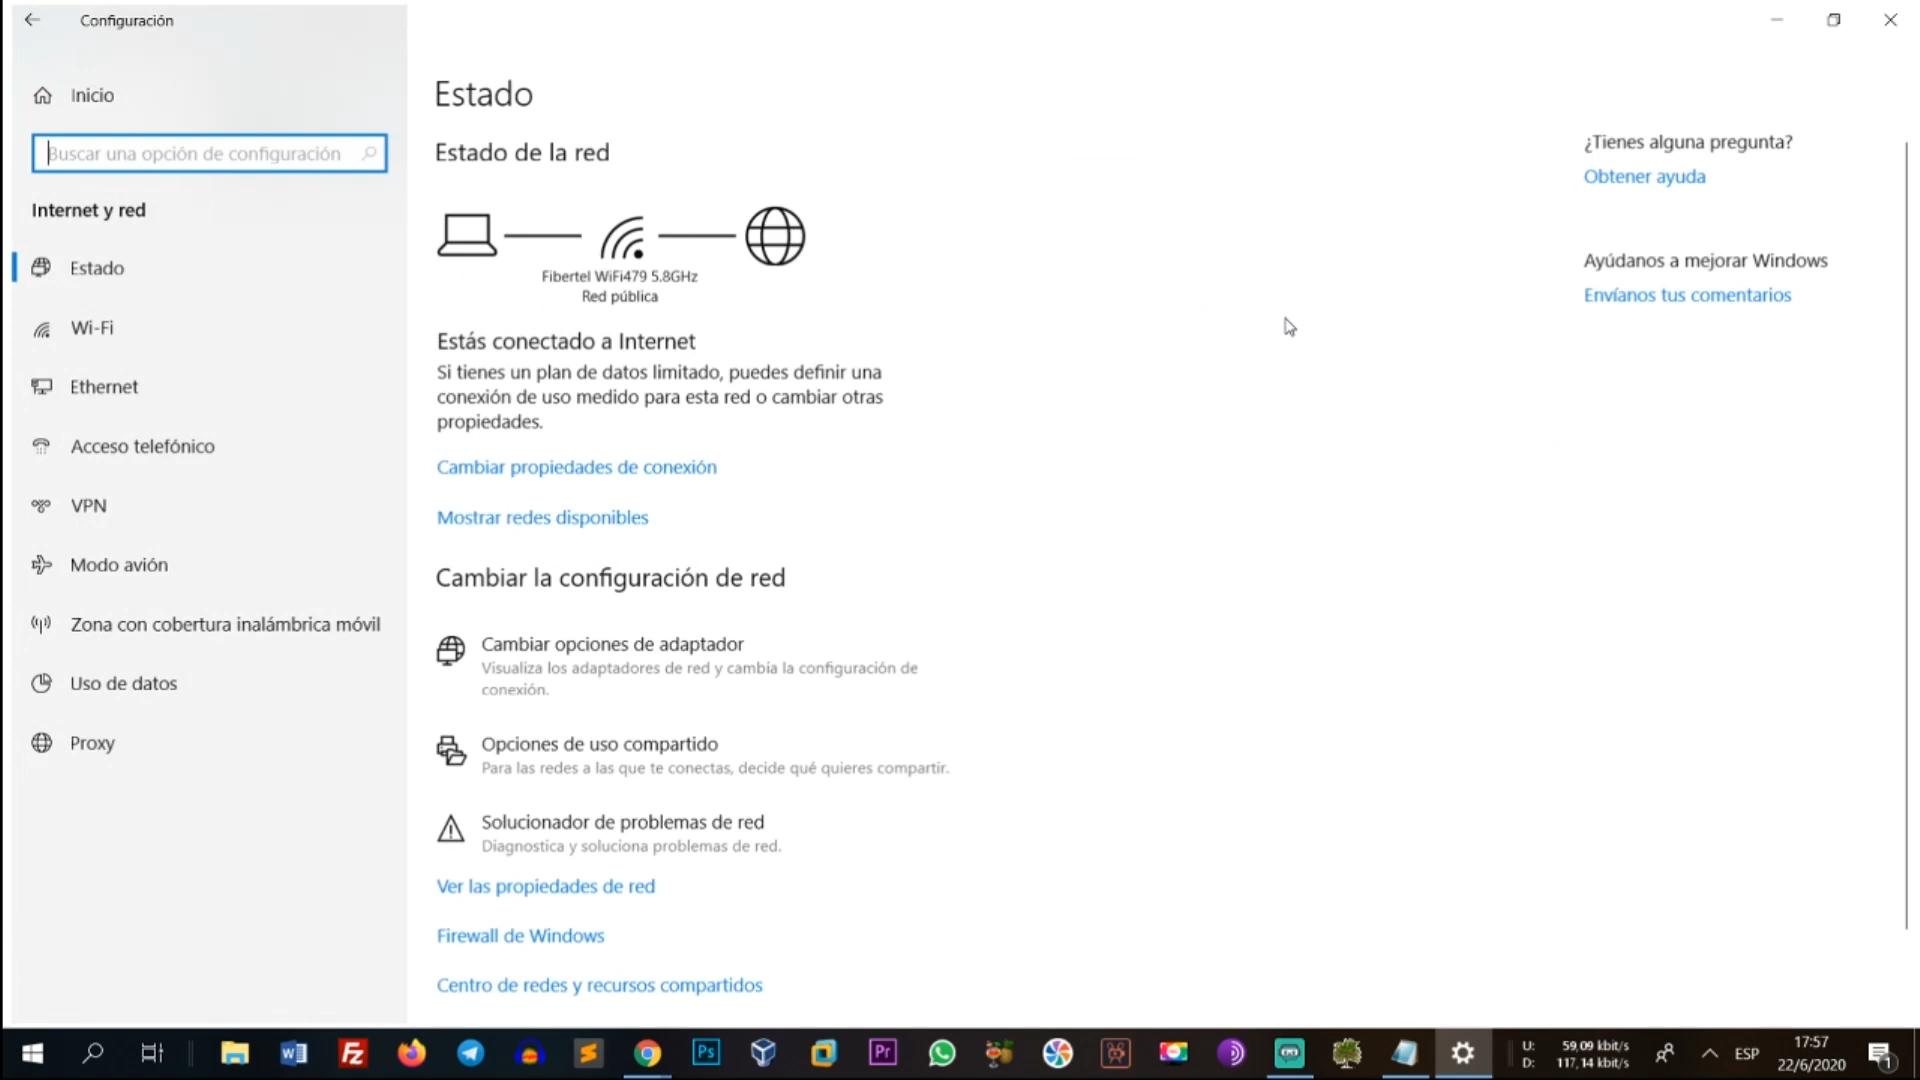 Configuración
Inicio
Buscar una opción de configuración
Internet y red
Estado
Wi-Fi
Ethernet
Acceso telefónico
VPN
Modo avión
Zona con cobertura inalámbrica móvil
Uso de datos
Proxy
Estado
Estado de la red
Fibertel WiFi479 5.8GHz
Red pública
Estás conectado a Internet
Si tienes un plan de datos limitado, puedes definir una
conexión de uso medido para esta red o cambiar otras
propiedades.
Cambiar propiedades de conexión
Mostrar redes disponibles
Cambiar la configuración de red
Cambiar opciones de adaptador
Visualiza los adaptadores de red y cambia la configuración de
conexión.
Opciones de uso compartido
Para las redes a las que te conectas, decide qué quieres compartir.
Solucionador de problemas de red
Diagnostica y soluciona problemas de red.
Ver las propiedades de red
Firewall de Windows
Centro de redes y recursos compartidos
¿Tienes alguna pregunta?
Obtener ayuda
Ayúdanos a mejorar Windows
Envíanos tus comentarios
W
FZ
Ps
Pr
U: 59,09 kbit/s
D: 117,14 kbit/s
ESP
17:57
22/6/2020
1